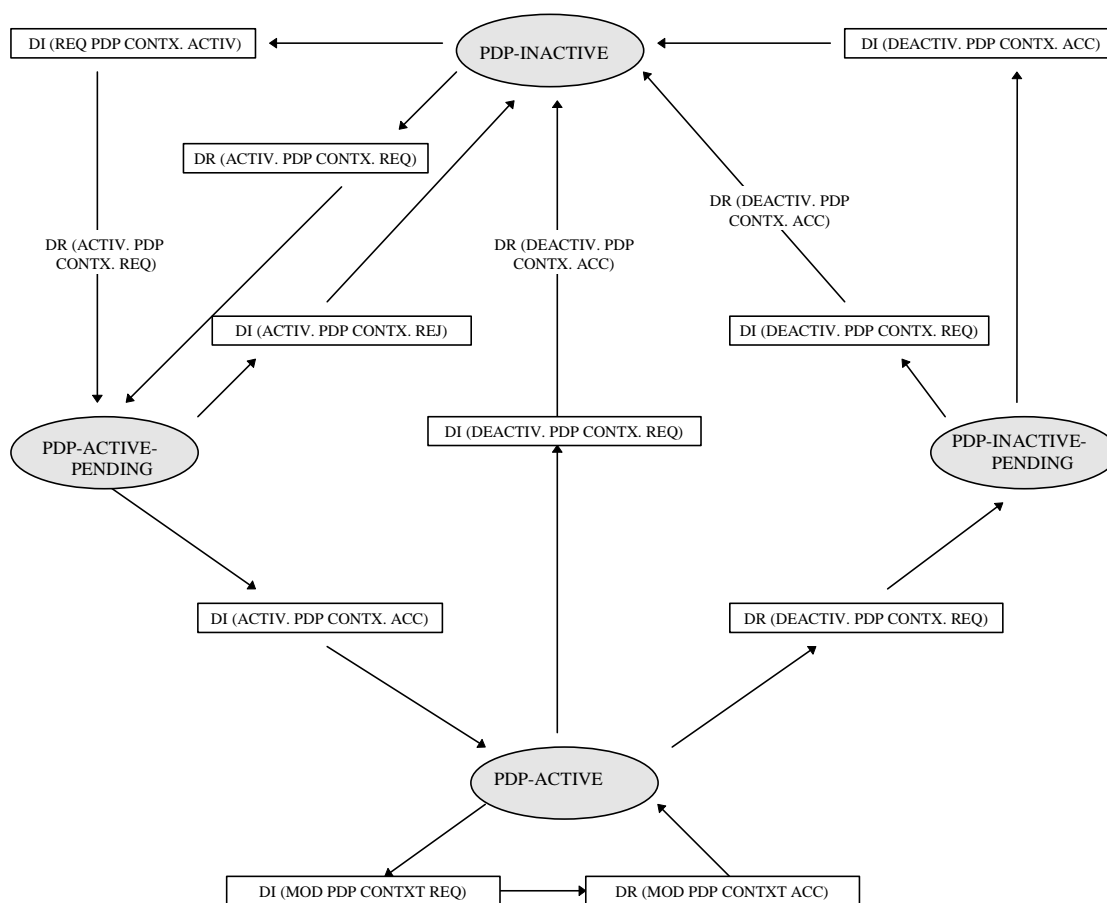 DI (REQ PDP CONTX. ACTIV)
PDP-INACTIVE
DI (DEACTIV. PDP CONTX. ACC)
DR (ACTIV. PDP CONTX. REQ)
DR (DEACTIV. PDP
CONTX. ACC)
DR (ACTIV. PDP
CONTX. REQ)
DR (DEACTIV. PDP
CONTX. ACC)
DI (ACTIV. PDP CONTX. REJ)
DI (DEACTIV. PDP CONTX. REQ)
PDP-ACTIVE-
PENDING
DI (DEACTIV. PDP CONTX. REQ)
PDP-INACTIVE-
PENDING
DI (ACTIV. PDP CONTX. ACC)
DR (DEACTIV. PDP CONTX. REQ)
PDP-ACTIVE
DI (MOD PDP CONTXT REQ)
DR (MOD PDP CONTXT ACC)